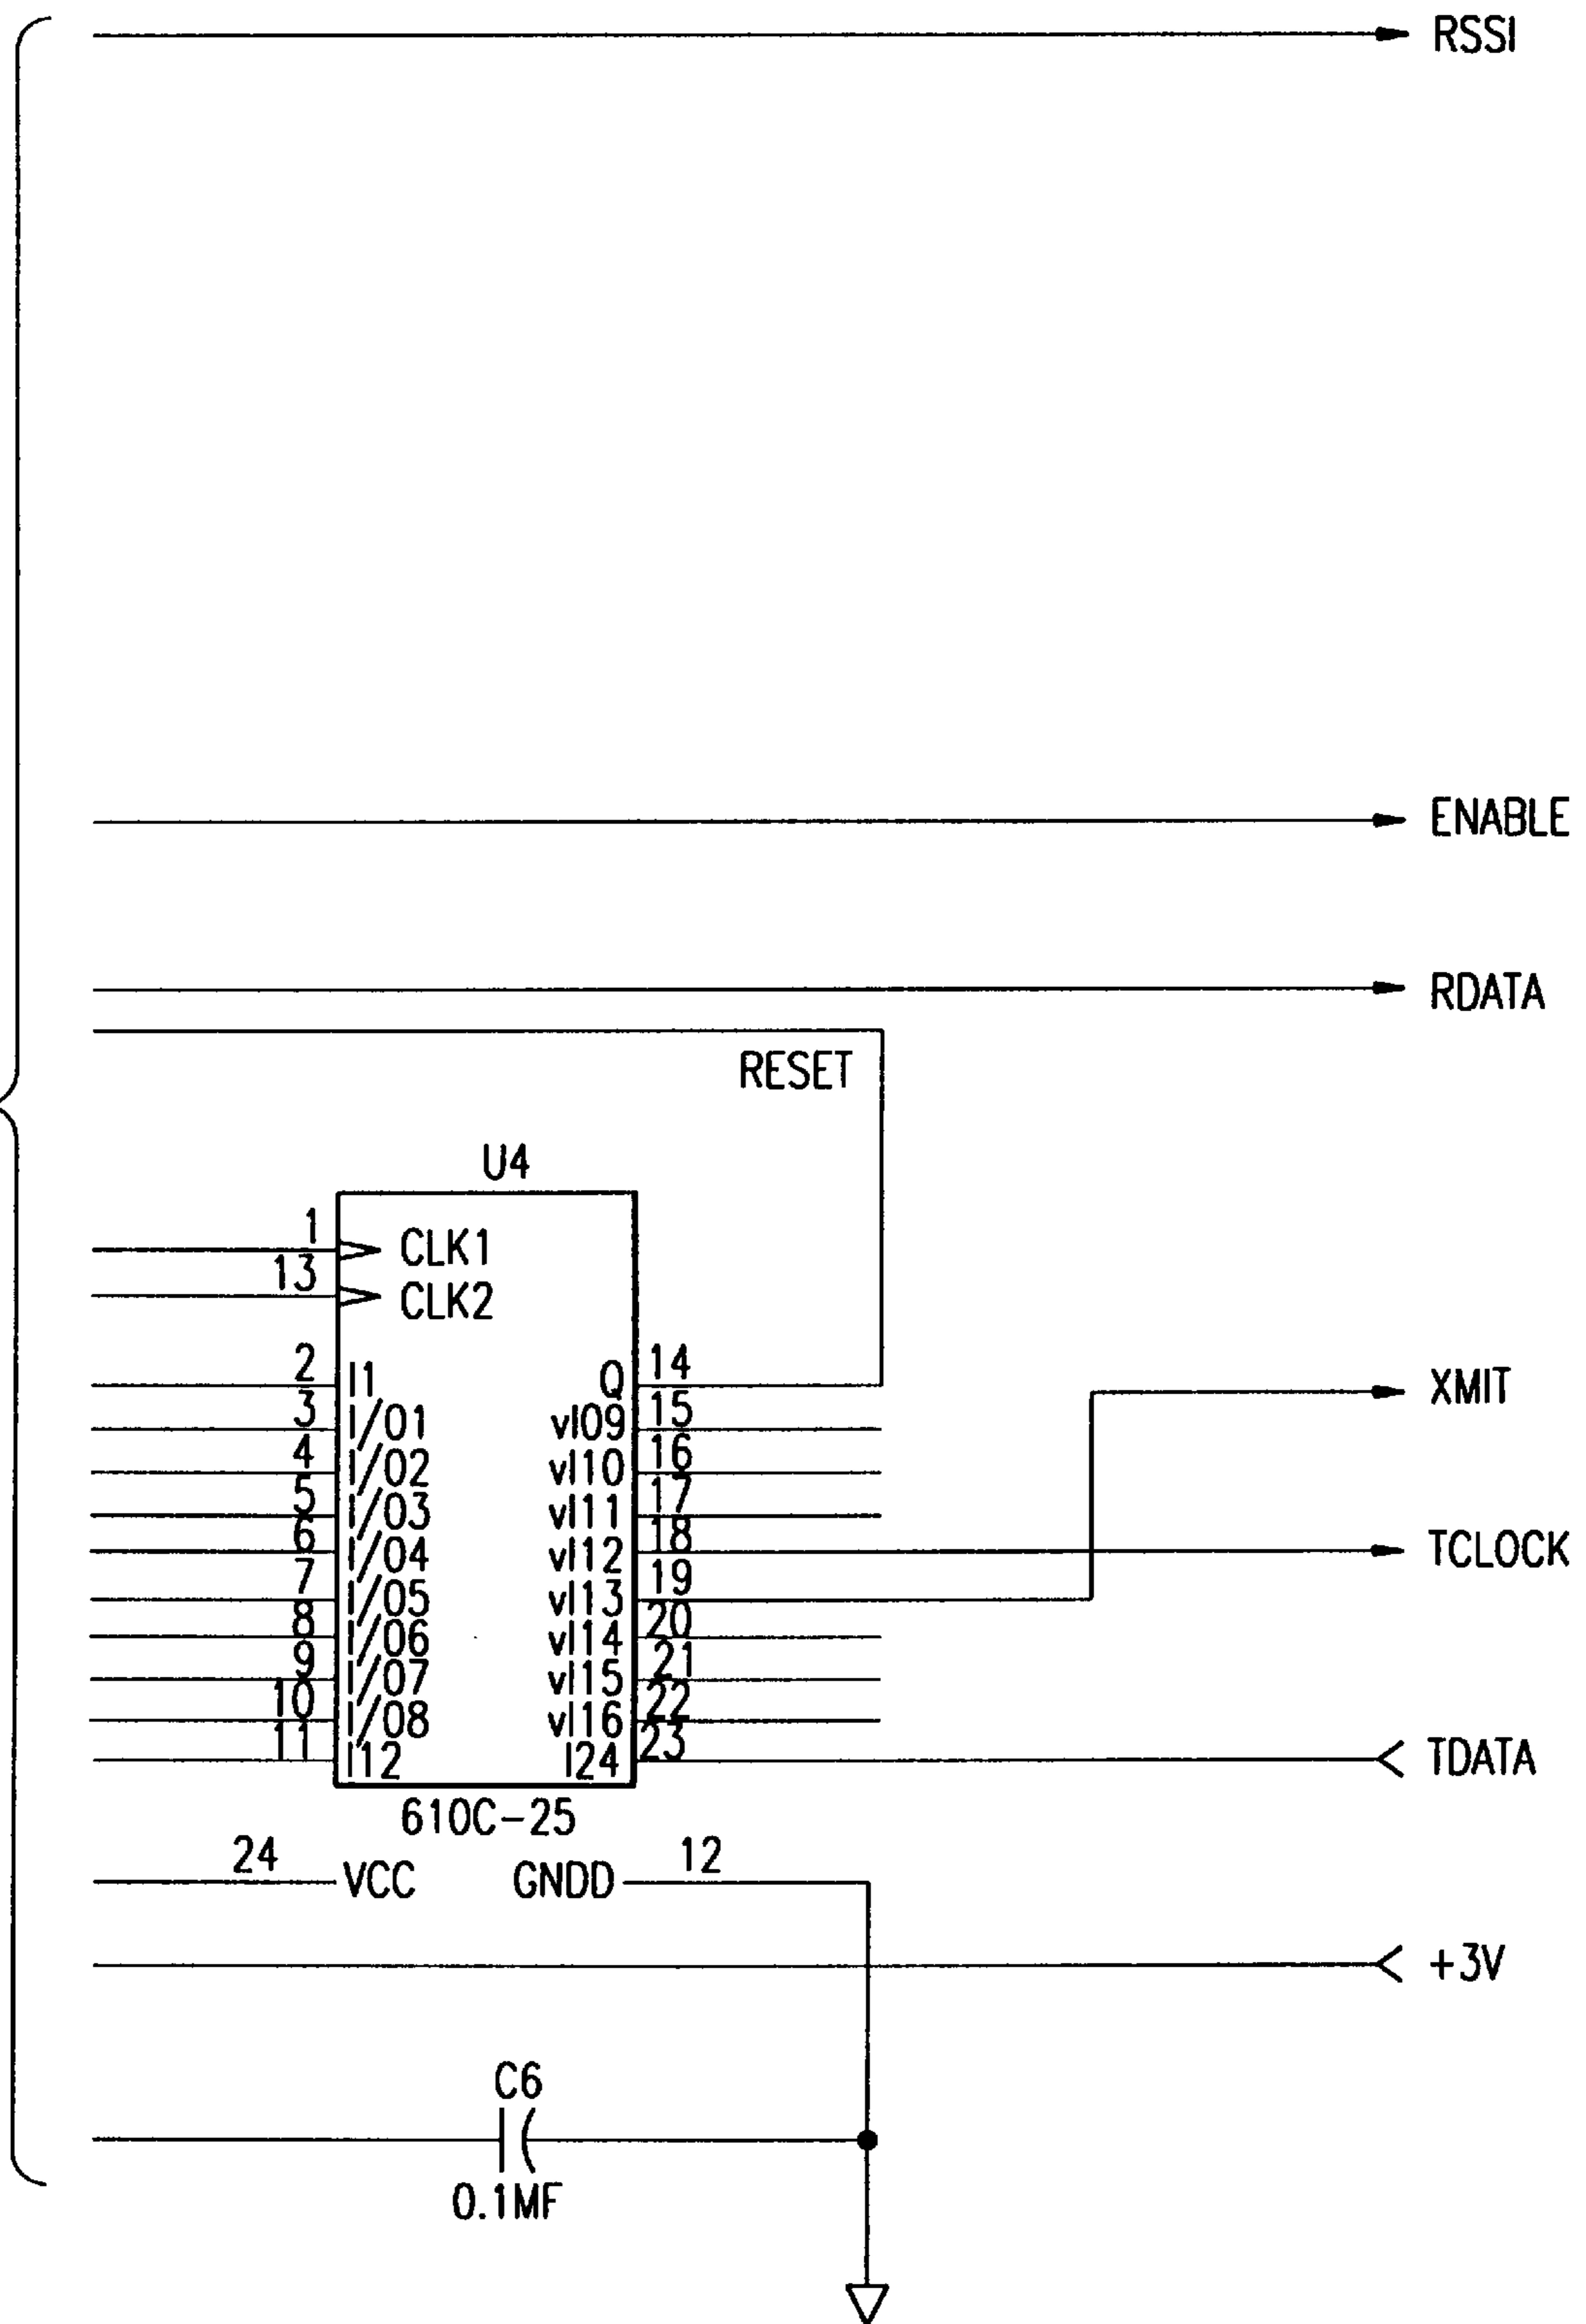 RSSI
ENABLE
RDATA
RESET
U4
1 CLK1
13 CLK2
2 I1 Q 14
XMIT
3 I/O1 vI09 15
4 I/O2 vI10 16
5 I/O3 vI11 17
6 I/O4 vI12 18 TCLOCK
7 I/O5 vI13 19
8 I/O6 vI14 20
9 I/O7 vI15 21
10 I/O8 vI16 22
11 I12 I24 23 TDATA
610C-25
24 VCC GNDD 12
+3V
C6
0.1MF